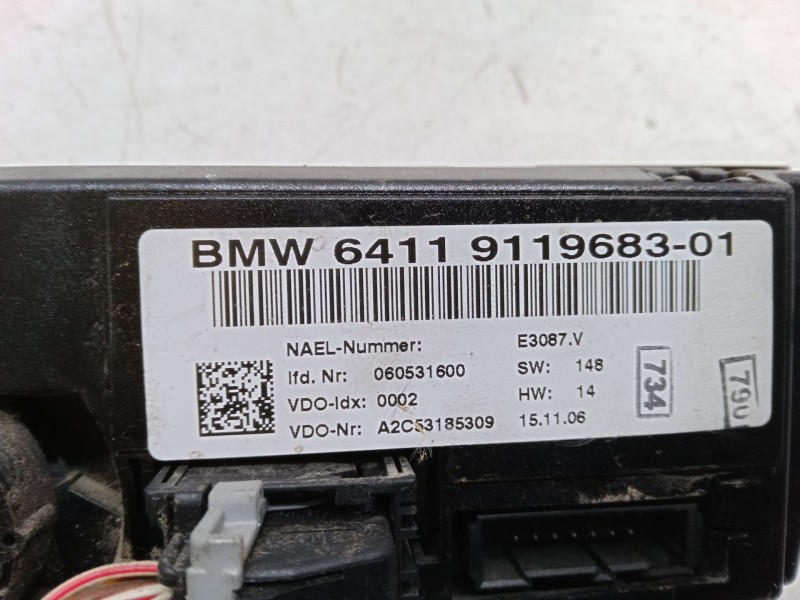 BMW 6411 9119683-01
NAEL-Nummer: E3087.V
lfd. Nr: 060531600 SW: 148
VDO-Idx: 0002 HW: 14
VDO-Nr: A2C53185309 15.11.06
734